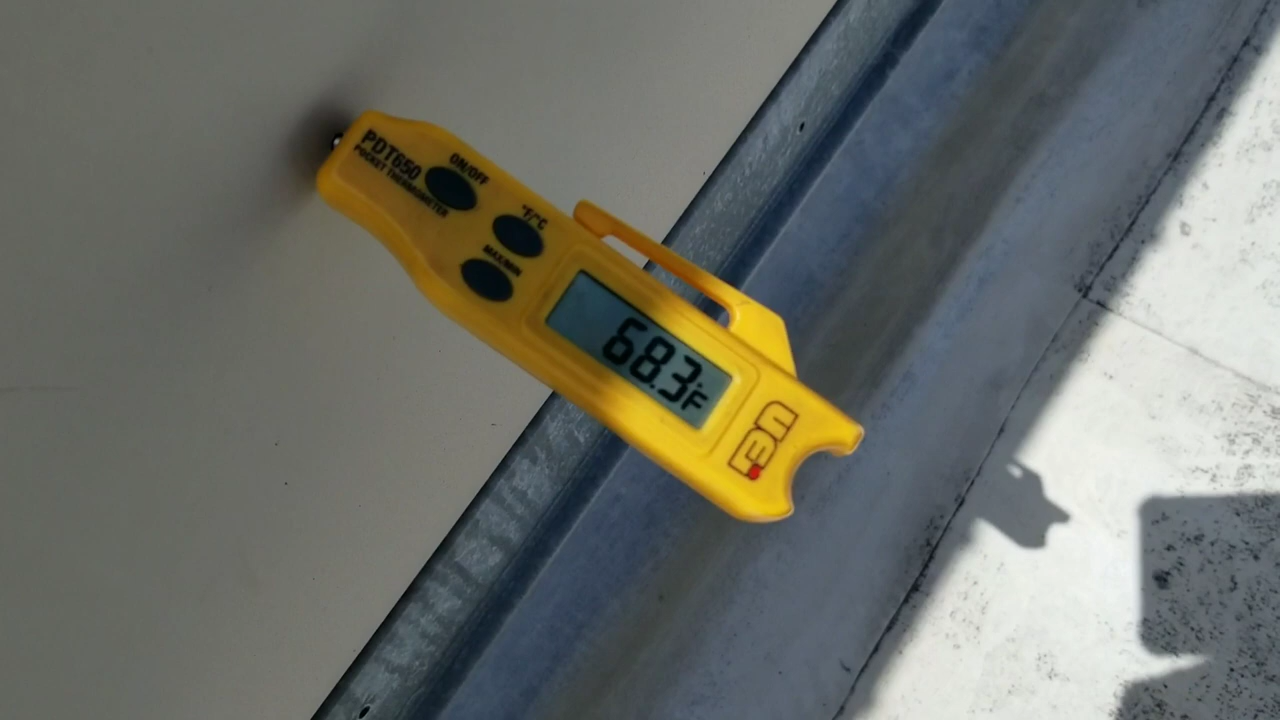 PDT650
POCKET THERMOMETER
ON/OFF
°F/°C
MAX/MIN
68.3°F
UEi